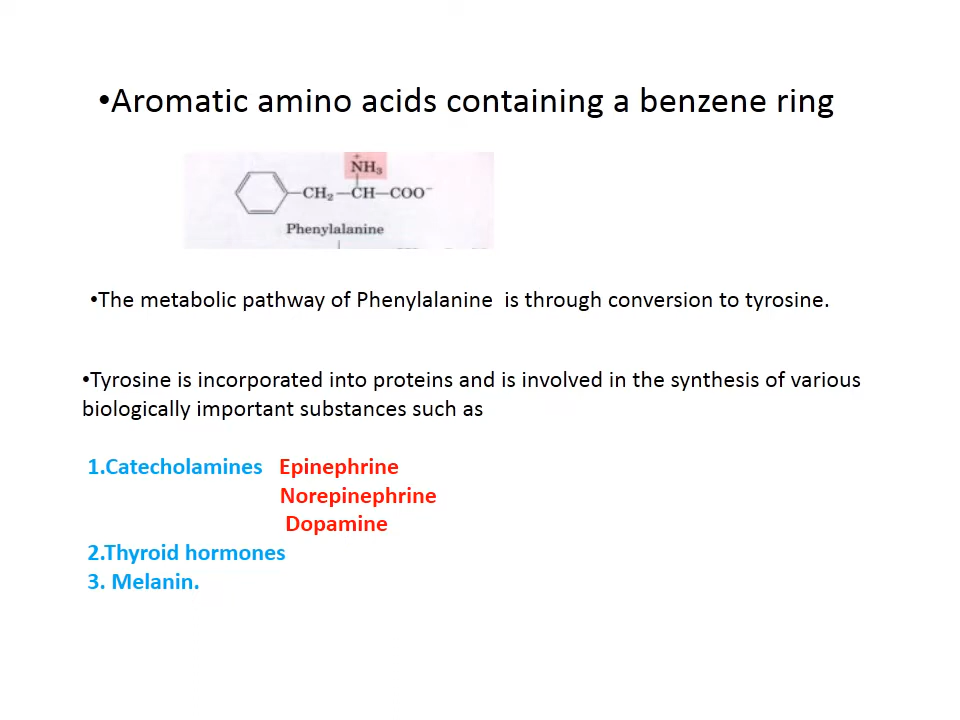 •Aromatic amino acids containing a benzene ring
+
NH₃
CH₂—CH—COO⁻
Phenylalanine
•The metabolic pathway of Phenylalanine  is through conversion to tyrosine.
•Tyrosine is incorporated into proteins and is involved in the synthesis of various
biologically important substances such as
1.Catecholamines   Epinephrine
Norepinephrine
Dopamine
2.Thyroid hormones
3. Melanin.